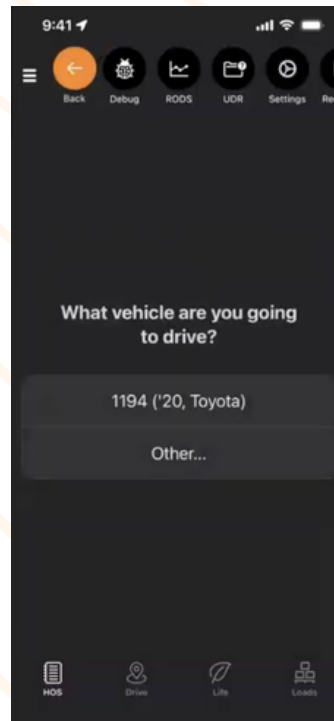 9:41
Back
Debug
RODS
UDR
Settings
Re
What vehicle are you going
to drive?
1194 ('20, Toyota)
Other...
HOS
Drive
Life
Loads